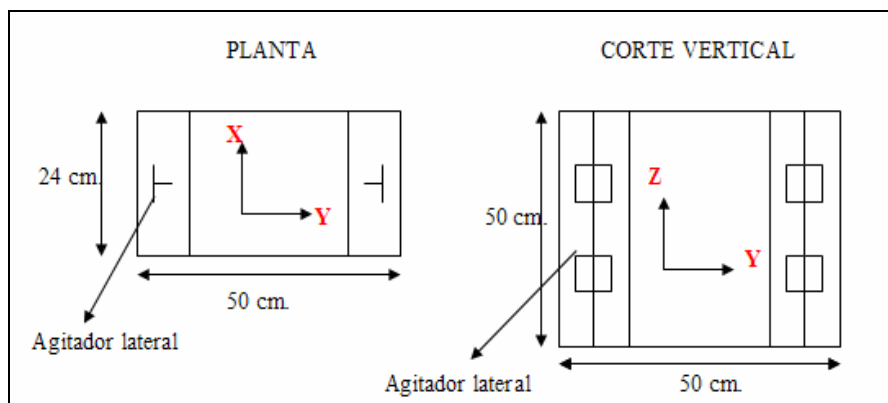 PLANTA
CORTE VERTICAL
X
24 cm.
Y
50 cm.
Agitador lateral
Z
50 cm.
Y
Agitador lateral
50 cm.